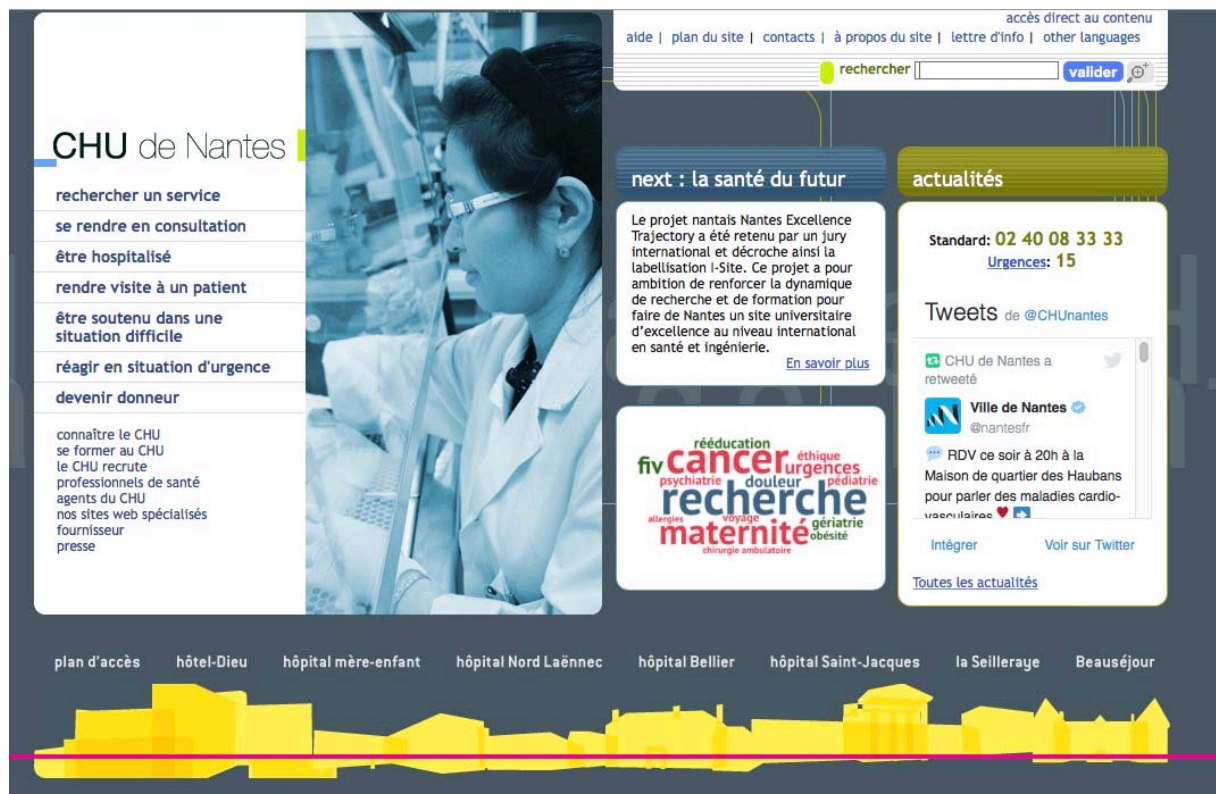 accès direct au contenu
aide | plan du site | contacts | à propos du site | lettre d'info | other languages
rechercher valider
CHU de Nantes
rechercher un service
se rendre en consultation
être hospitalisé
rendre visite à un patient
être soutenu dans une
situation difficile
réagir en situation d'urgence
devenir donneur
connaître le CHU
se former au CHU
le CHU recrute
professionnels de santé
agents du CHU
nos sites web spécialisés
fournisseur
presse
next : la santé du futur
Le projet nantais Nantes Excellence
Trajectory a été retenu par un jury
international et décroche ainsi la
labellisation I-Site. Ce projet a pour
ambition de renforcer la dynamique
de recherche et de formation pour
faire de Nantes un site universitaire
d'excellence au niveau international
en santé et ingénierie.
En savoir plus
rééducation
fiv cancer éthique
urgences
psychiatrie douleur pédiatrie
recherche
allergies voyage gériatrie
maternité obésité
chirurgie ambulatoire
actualités
Standard: 02 40 08 33 33
Urgences: 15
Tweets de @CHUnantes
CHU de Nantes a
retweeté
Ville de Nantes
@nantesfr
RDV ce soir à 20h à la
Maison de quartier des Haubans
pour parler des maladies cardio-
vasculaires
Intégrer Voir sur Twitter
Toutes les actualités
plan d'accès hôtel-Dieu hôpital mère-enfant hôpital Nord Laënnec hôpital Bellier hôpital Saint-Jacques la Seilleraye Beauséjour